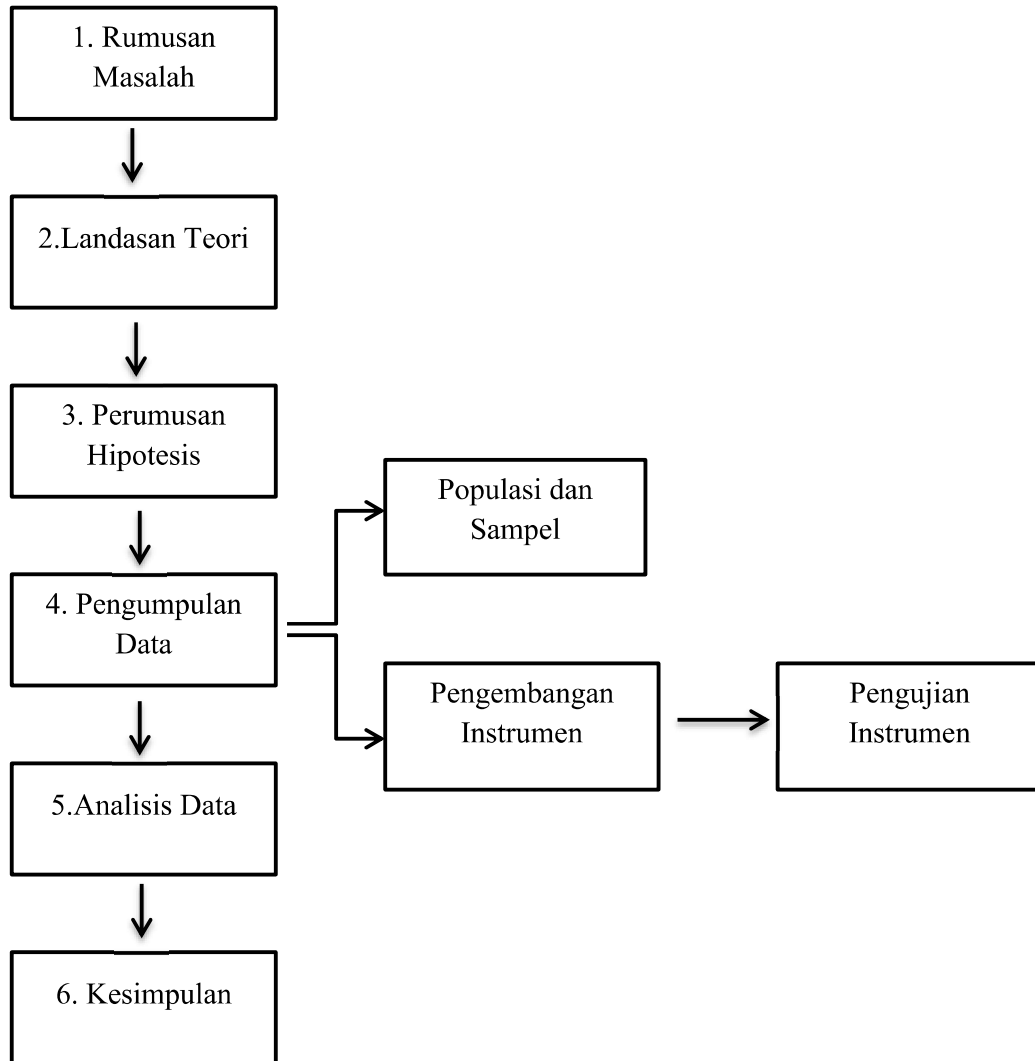 1. Rumusan
Masalah
2.Landasan Teori
3. Perumusan
Hipotesis
Populasi dan
Sampel
4. Pengumpulan
Data
Pengembangan
Instrumen
Pengujian
Instrumen
5.Analisis Data
6. Kesimpulan